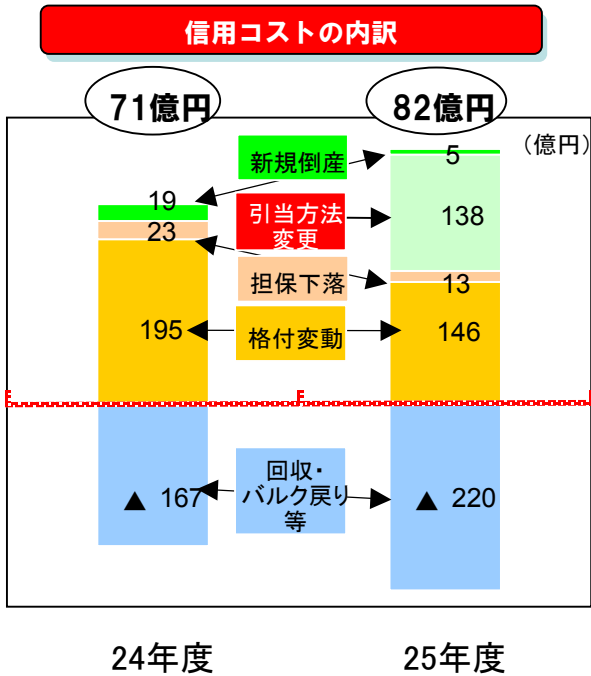 信用コストの内訳
71億円
82億円
(億円)
新規倒産
5
19
引当方法
変更
138
23
担保下落
13
195
格付変動
146
回収・
バルク戻り
等
▲ 167
▲ 220
24年度
25年度